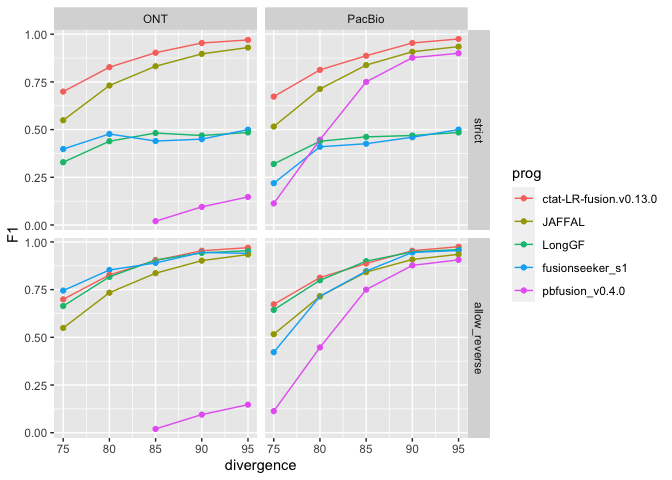 ONT PacBio
1.00
0.75
0.50
0.25
0.00
strict
1.00
0.75
0.50
0.25
0.00
allow_reverse
F1
75 80 85 90 95 75 80 85 90 95
divergence
prog
ctat-LR-fusion.v0.13.0
JAFFAL
LongGF
fusionseeker_s1
pbfusion_v0.4.0